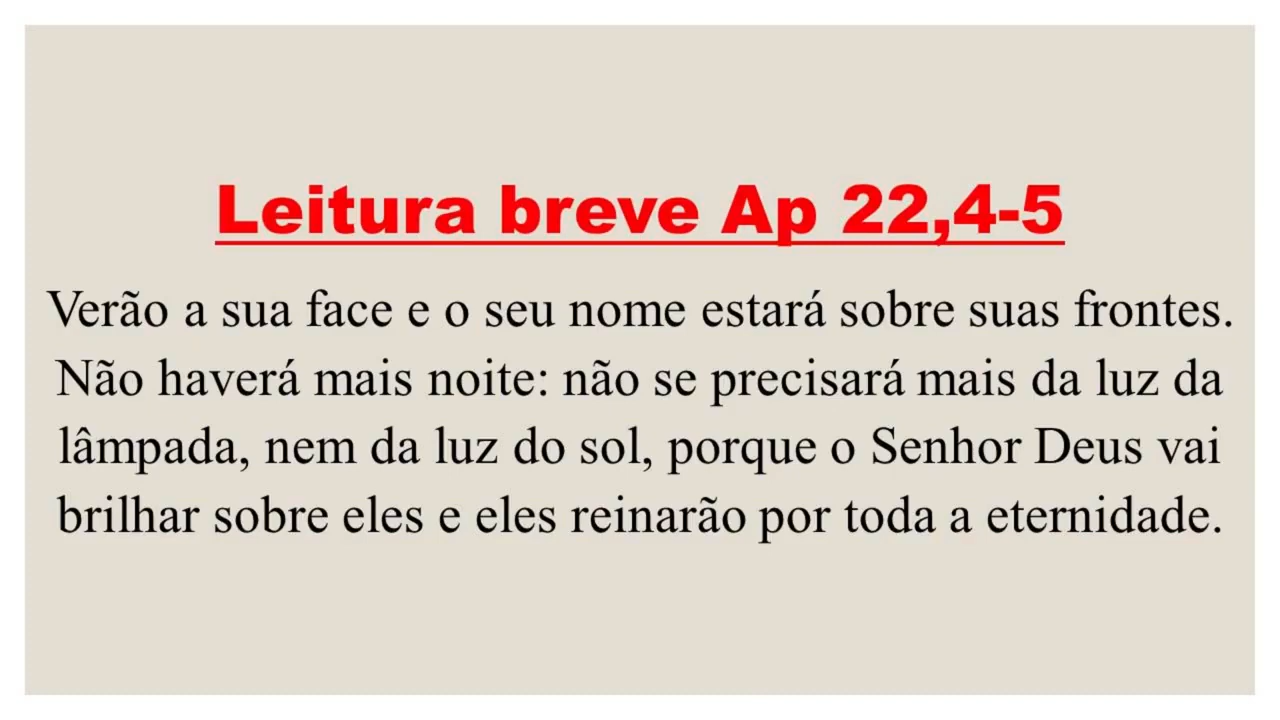 Leitura breve Ap 22,4-5
Verão a sua face e o seu nome estará sobre suas frontes.
Não haverá mais noite: não se precisará mais da luz da
lâmpada, nem da luz do sol, porque o Senhor Deus vai
brilhar sobre eles e eles reinarão por toda a eternidade.